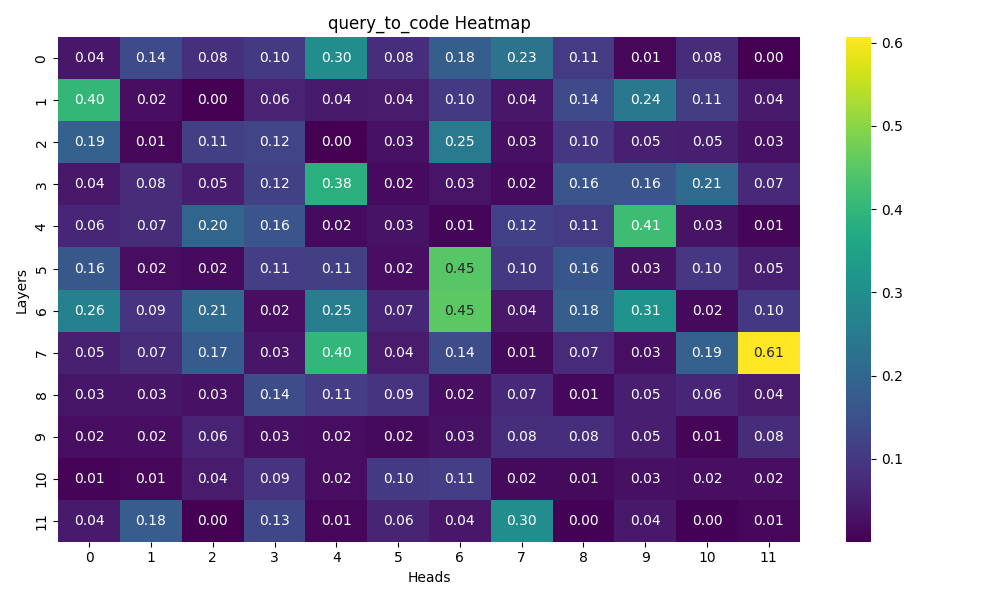 query_to_code Heatmap
0 0.04 0.14 0.08 0.10 0.30 0.08 0.18 0.23 0.11 0.01 0.08 0.00
1 0.40 0.02 0.00 0.06 0.04 0.04 0.10 0.04 0.14 0.24 0.11 0.04
2 0.19 0.01 0.11 0.12 0.00 0.03 0.25 0.03 0.10 0.05 0.05 0.03
3 0.04 0.08 0.05 0.12 0.38 0.02 0.03 0.02 0.16 0.16 0.21 0.07
4 0.06 0.07 0.20 0.16 0.02 0.03 0.01 0.12 0.11 0.41 0.03 0.01
5 0.16 0.02 0.02 0.11 0.11 0.02 0.45 0.10 0.16 0.03 0.10 0.05
6 0.26 0.09 0.21 0.02 0.25 0.07 0.45 0.04 0.18 0.31 0.02 0.10
7 0.05 0.07 0.17 0.03 0.40 0.04 0.14 0.01 0.07 0.03 0.19 0.61
8 0.03 0.03 0.03 0.14 0.11 0.09 0.02 0.07 0.01 0.05 0.06 0.04
9 0.02 0.02 0.06 0.03 0.02 0.02 0.03 0.08 0.08 0.05 0.01 0.08
10 0.01 0.01 0.04 0.09 0.02 0.10 0.11 0.02 0.01 0.03 0.02 0.02
11 0.04 0.18 0.00 0.13 0.01 0.06 0.04 0.30 0.00 0.04 0.00 0.01
0 1 2 3 4 5 6 7 8 9 10 11
Heads
Layers
0.6
0.5
0.4
0.3
0.2
0.1